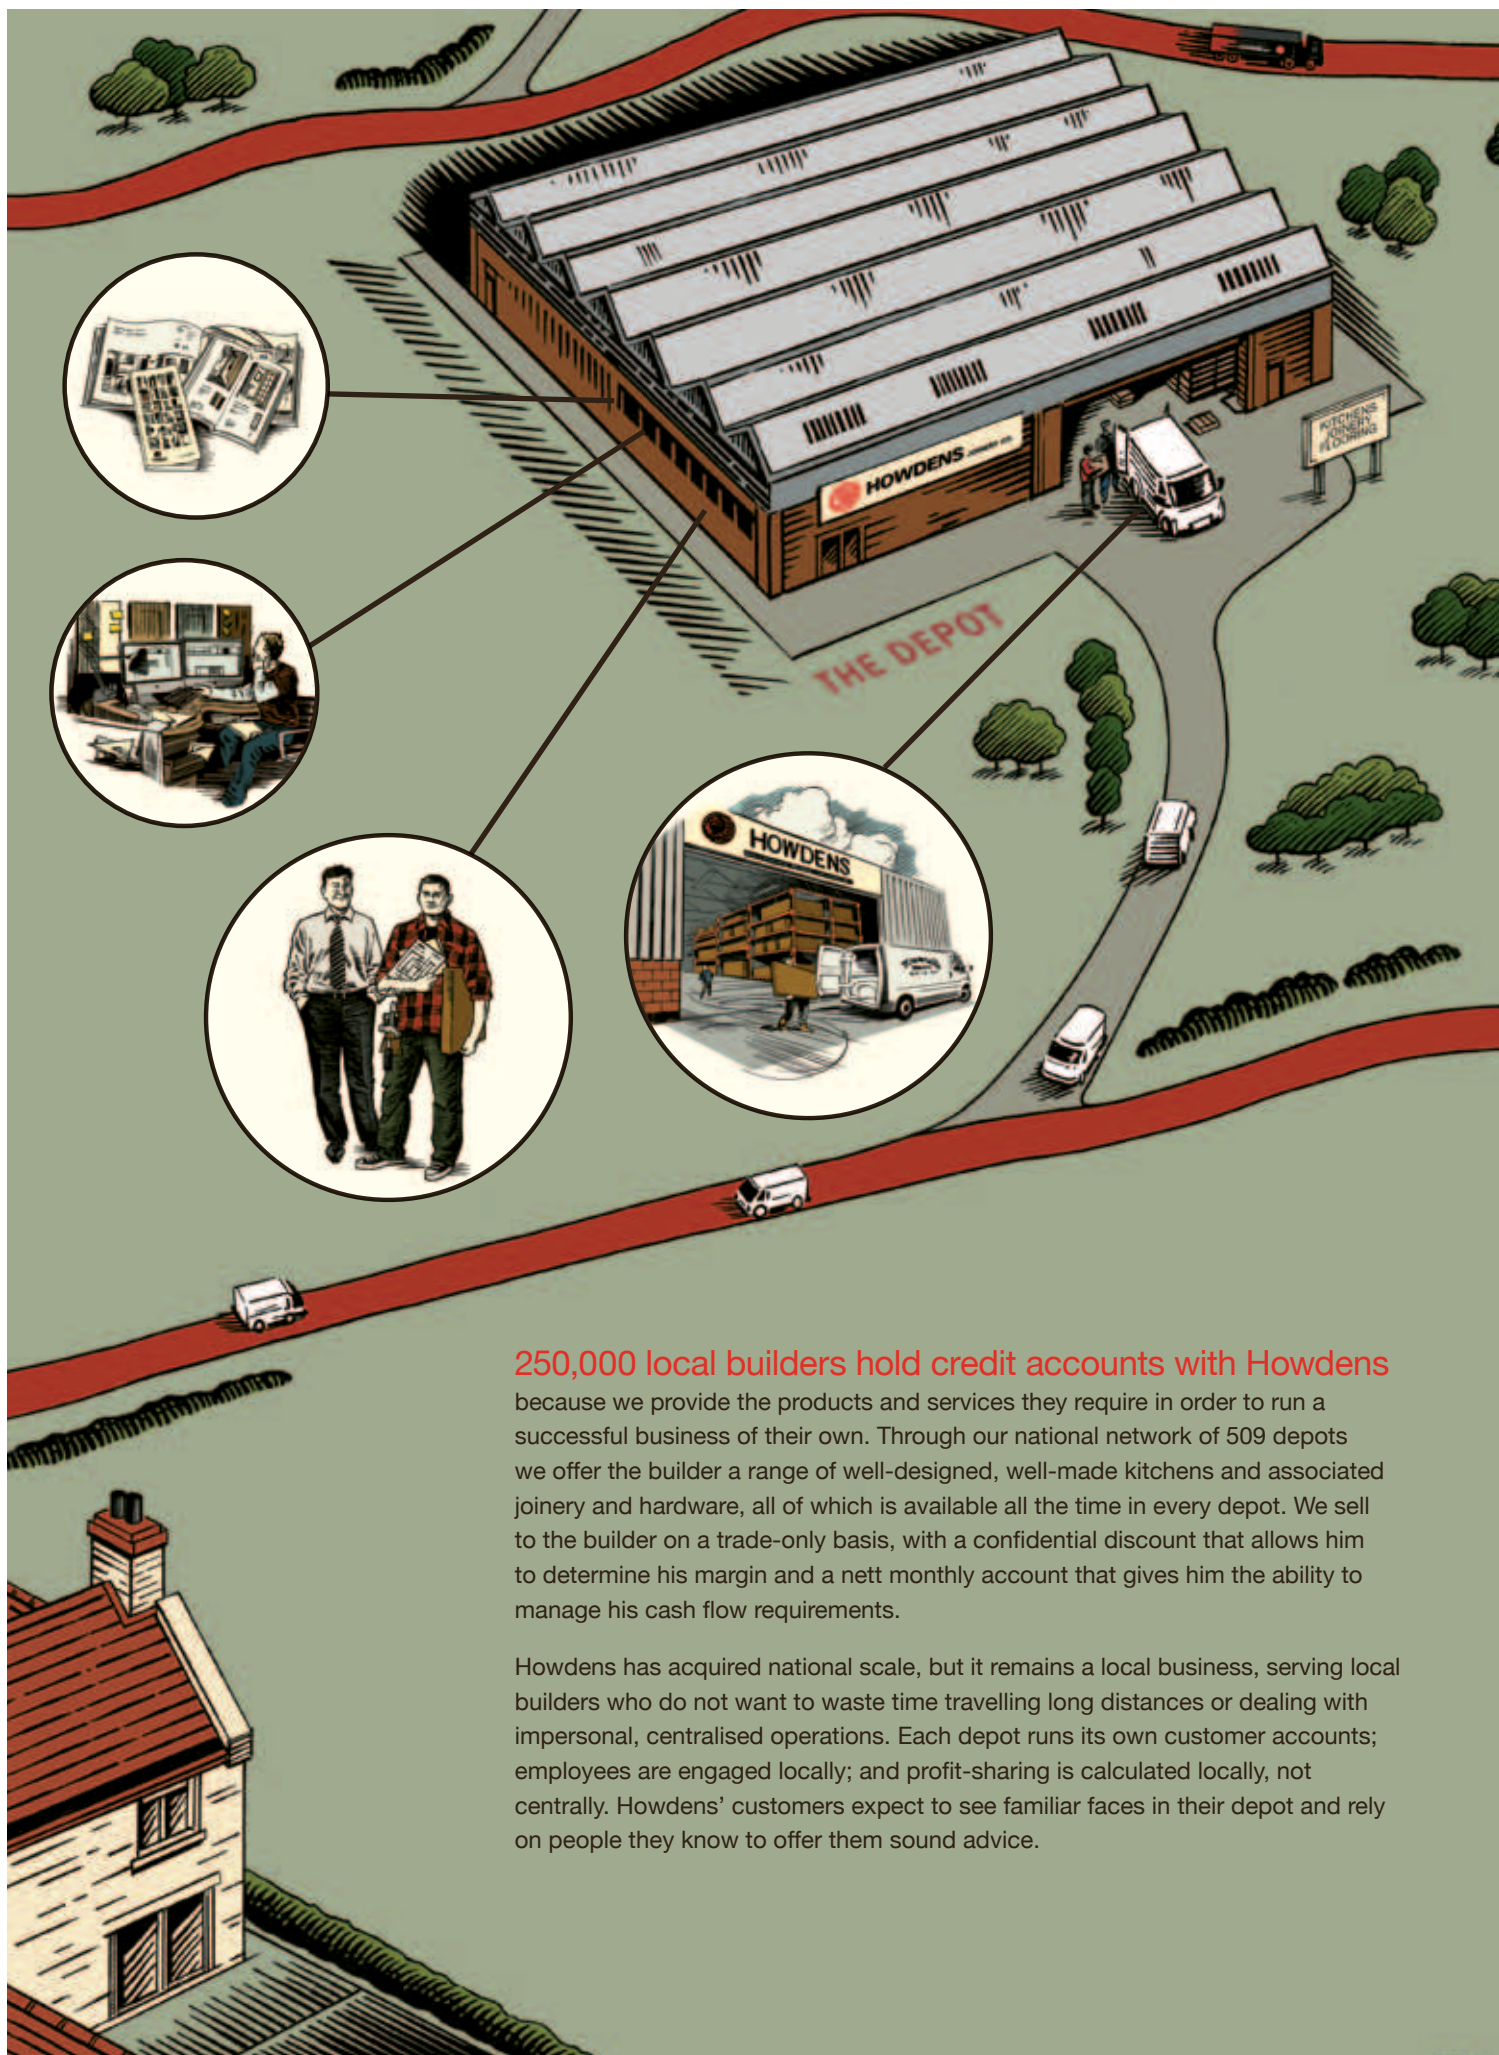 HOWDENS JOINERY CO.
KITCHENS
JOINERY
FLOORING
THE DEPOT
HOWDENS
250,000 local builders hold credit accounts with Howdens
because we provide the products and services they require in order to run a
successful business of their own. Through our national network of 509 depots
we offer the builder a range of well-designed, well-made kitchens and associated
joinery and hardware, all of which is available all the time in every depot. We sell
to the builder on a trade-only basis, with a confidential discount that allows him
to determine his margin and a nett monthly account that gives him the ability to
manage his cash flow requirements.
Howdens has acquired national scale, but it remains a local business, serving local
builders who do not want to waste time travelling long distances or dealing with
impersonal, centralised operations. Each depot runs its own customer accounts;
employees are engaged locally; and profit-sharing is calculated locally, not
centrally. Howdens’ customers expect to see familiar faces in their depot and rely
on people they know to offer them sound advice.